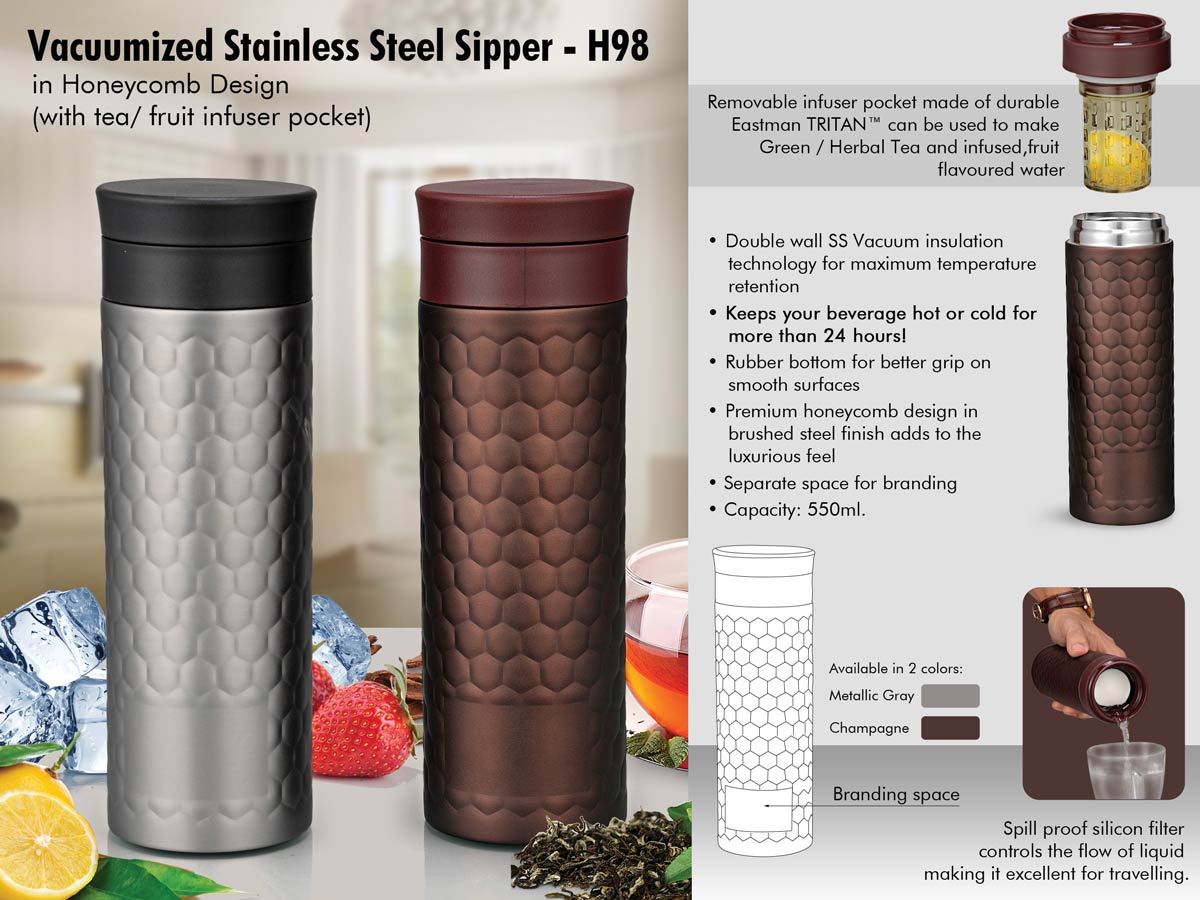 Vacuumized Stainless Steel Sipper - H98
in Honeycomb Design
(with tea/ fruit infuser pocket)
Removable infuser pocket made of durable
Eastman TRITAN™ can be used to make
Green / Herbal Tea and infused,fruit
flavoured water
• Double wall SS Vacuum insulation
technology for maximum temperature
retention
• Keeps your beverage hot or cold for
more than 24 hours!
• Rubber bottom for better grip on
smooth surfaces
• Premium honeycomb design in
brushed steel finish adds to the
luxurious feel
• Separate space for branding
• Capacity: 550ml.
Available in 2 colors:
Metallic Gray
Champagne
Branding space
Spill proof silicon filter
controls the flow of liquid
making it excellent for travelling.